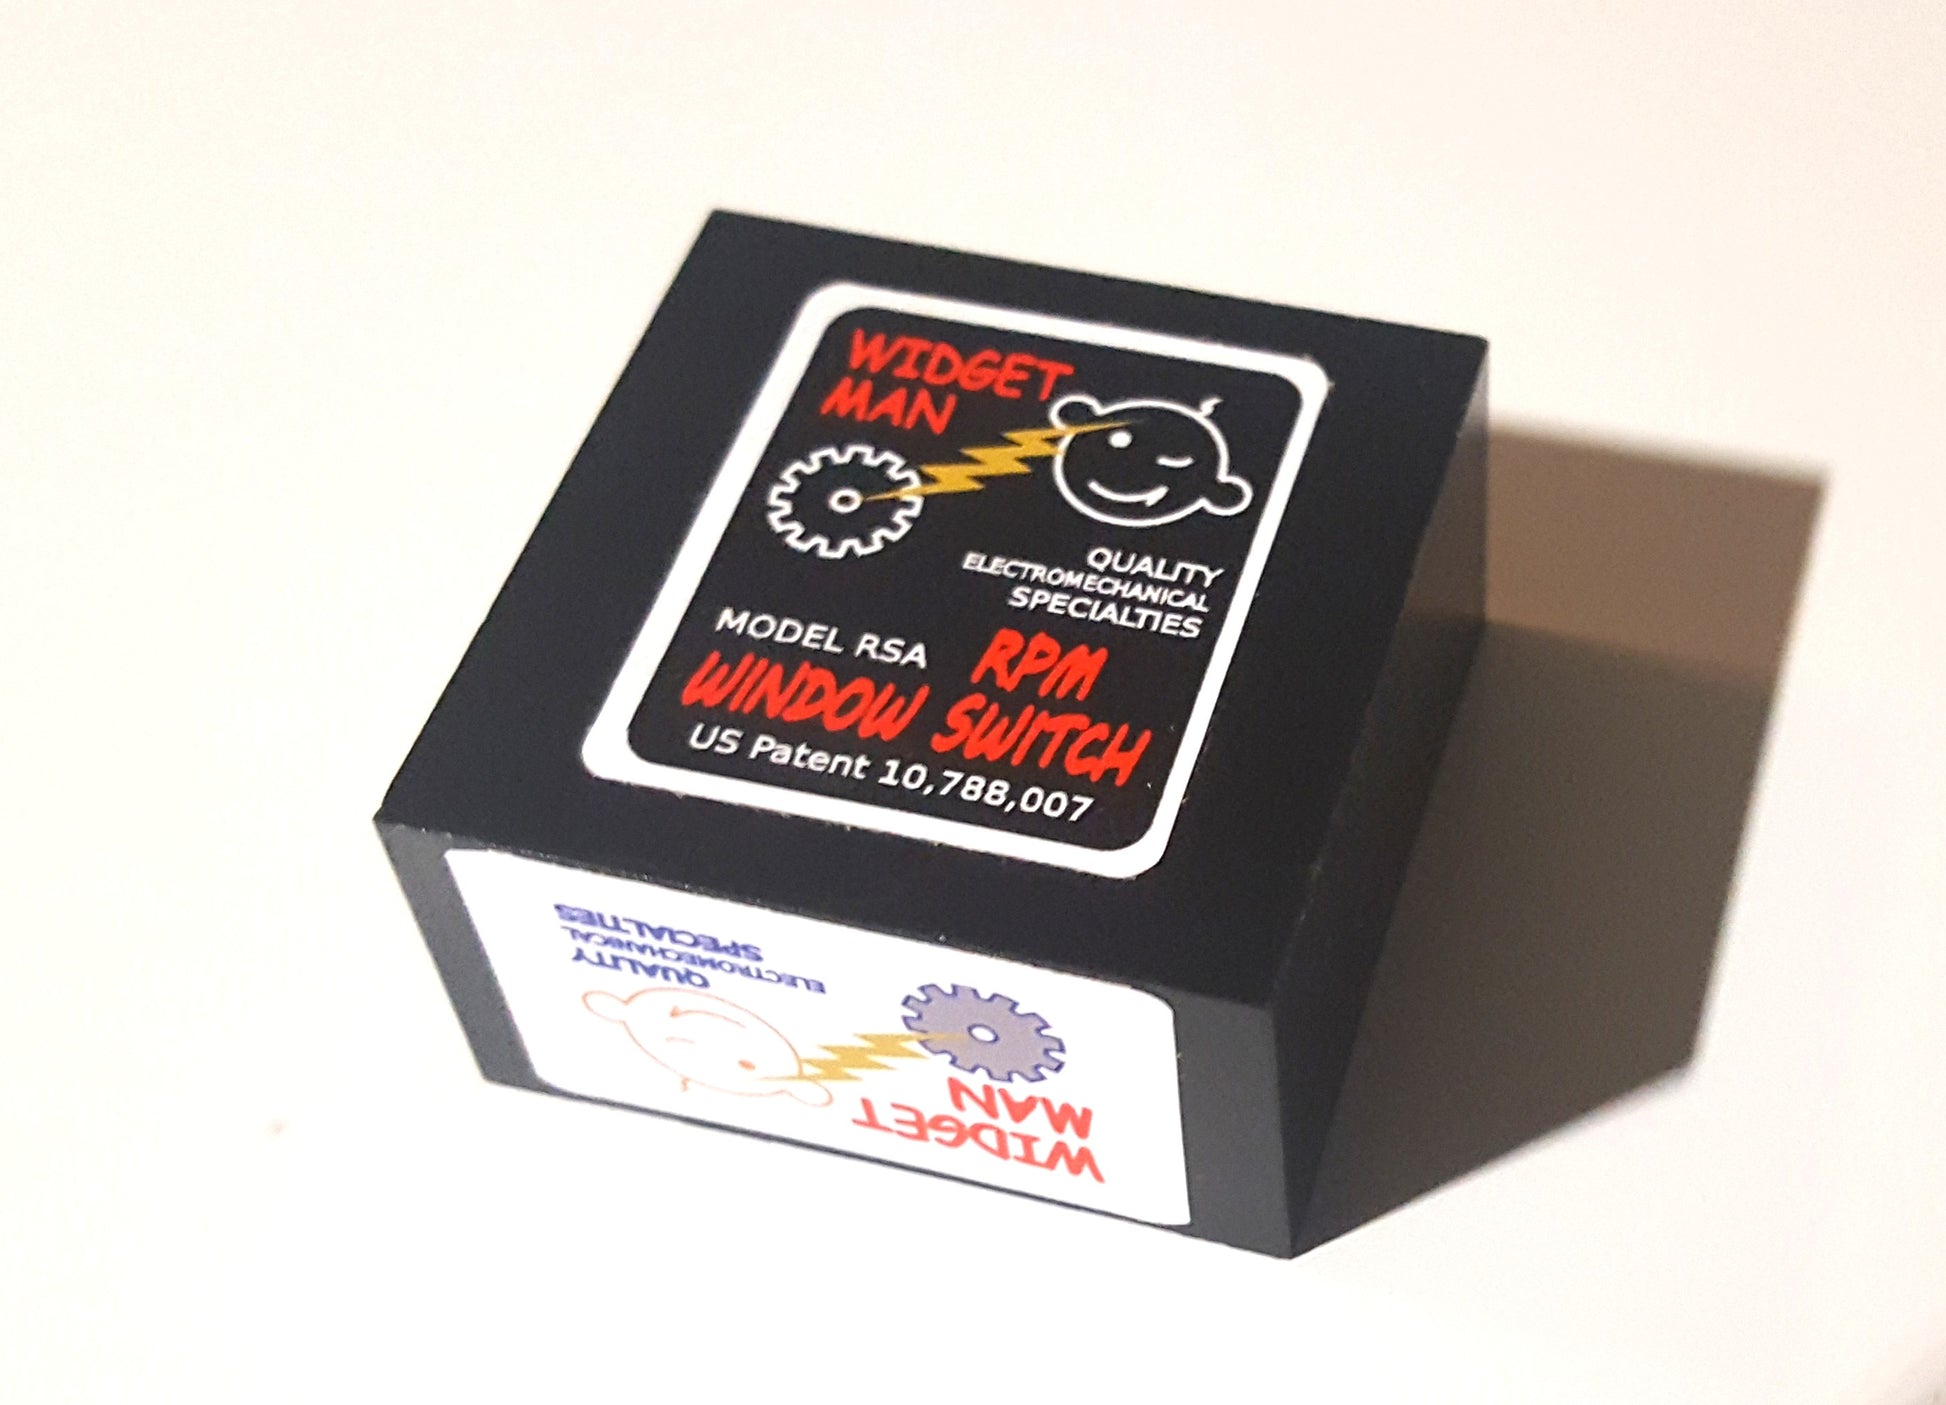 WIDGET
MAN
QUALITY
ELECTROMECHANICAL
SPECIALTIES
MODEL RSA RPM
WINDOW SWITCH
US Patent 10,788,007
WIDGET
MAN
QUALITY
ELECTROMECHANICAL
SPECIALTIES